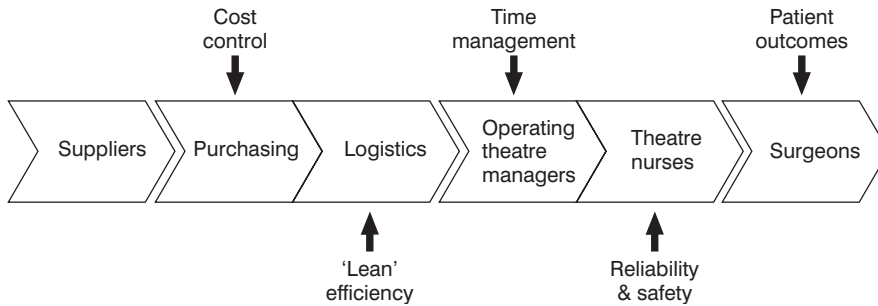 Cost
control
Time
management
Patient
outcomes
Suppliers
Purchasing
Logistics
Operating
theatre
managers
Theatre
nurses
Surgeons
‘Lean’
efficiency
Reliability
& safety